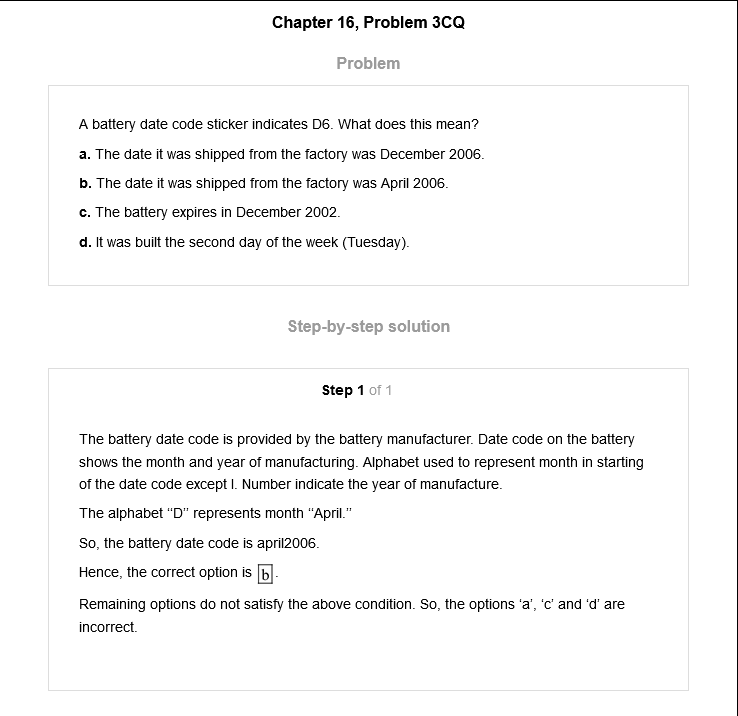 Chapter 16, Problem 3CQ
Problem
A battery date code sticker indicates D6. What does this mean?
a. The date it was shipped from the factory was December 2006.
b. The date it was shipped from the factory was April 2006.
c. The battery expires in December 2002.
d. It was built the second day of the week (Tuesday).
Step-by-step solution
Step 1 of 1
The battery date code is provided by the battery manufacturer. Date code on the battery
shows the month and year of manufacturing. Alphabet used to represent month in starting
of the date code except I. Number indicate the year of manufacture.
The alphabet “D” represents month “April.”
So, the battery date code is april2006.
Hence, the correct option is b.
Remaining options do not satisfy the above condition. So, the options ‘a’, ‘c’ and ‘d’ are
incorrect.